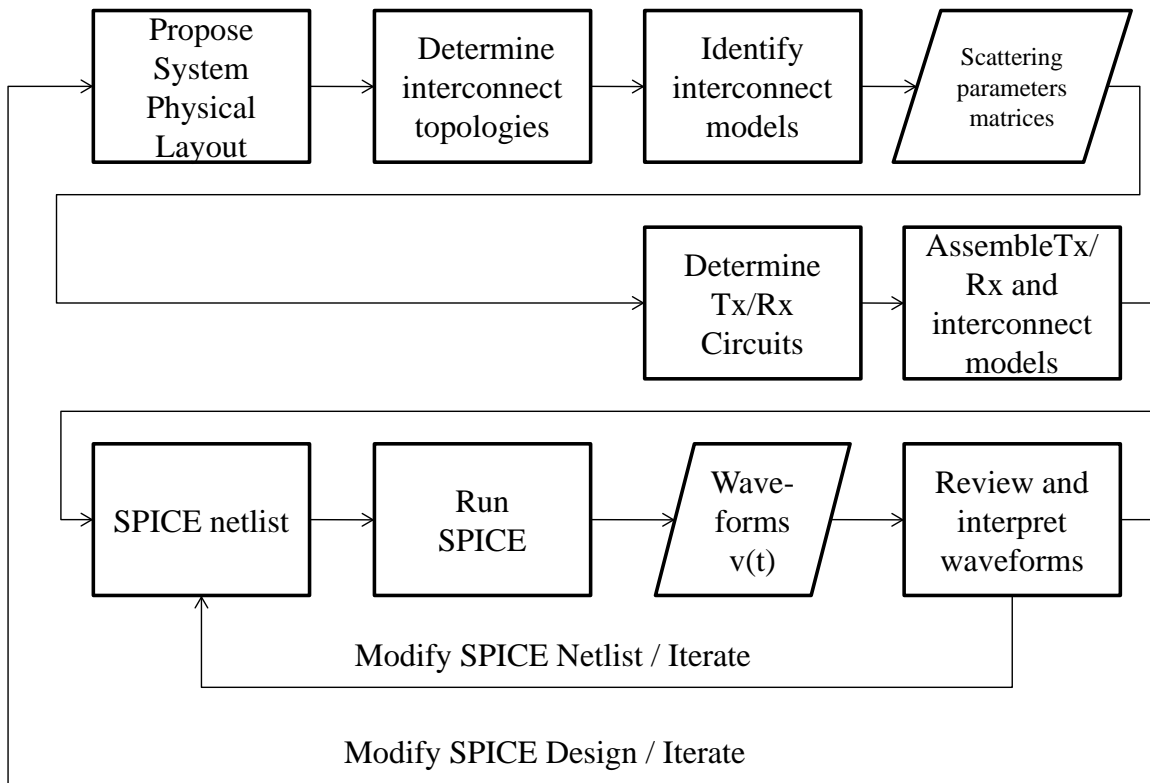 Propose
System
Physical
Layout
Determine
interconnect
topologies
Identify
interconnect
models
Scattering
parameters
matrices
Determine
Tx/Rx
Circuits
AssembleTx/
Rx and
interconnect
models
SPICE netlist
Run
SPICE
Wave-
forms
v(t)
Review and
interpret
waveforms
Modify SPICE Netlist / Iterate
Modify SPICE Design / Iterate